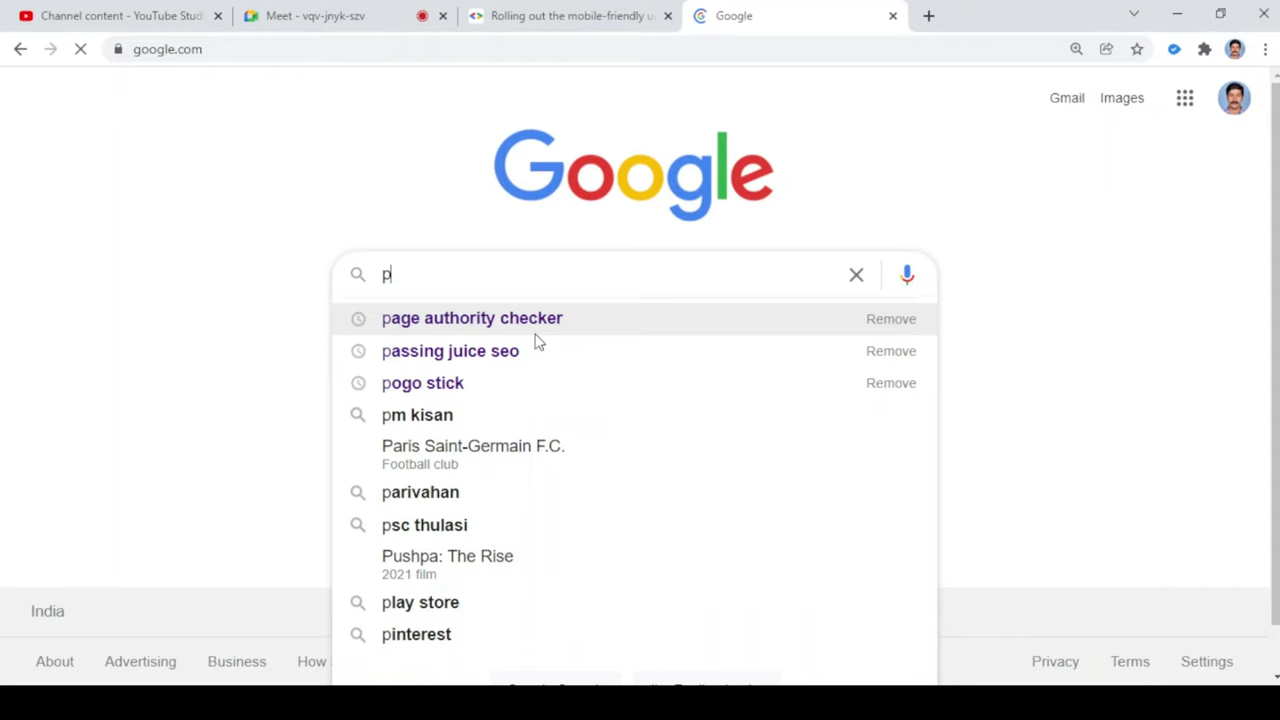 Channel content - YouTube Stud
Meet - vqv-jnyk-szv
Rolling out the mobile-friendly u
Google
google.com
Gmail
Images
Google
p
page authority checker
Remove
passing juice seo
Remove
pogo stick
Remove
pm kisan
Paris Saint-Germain F.C.
Football club
parivahan
psc thulasi
Pushpa: The Rise
2021 film
play store
pinterest
India
About
Advertising
Business
How
Privacy
Terms
Settings